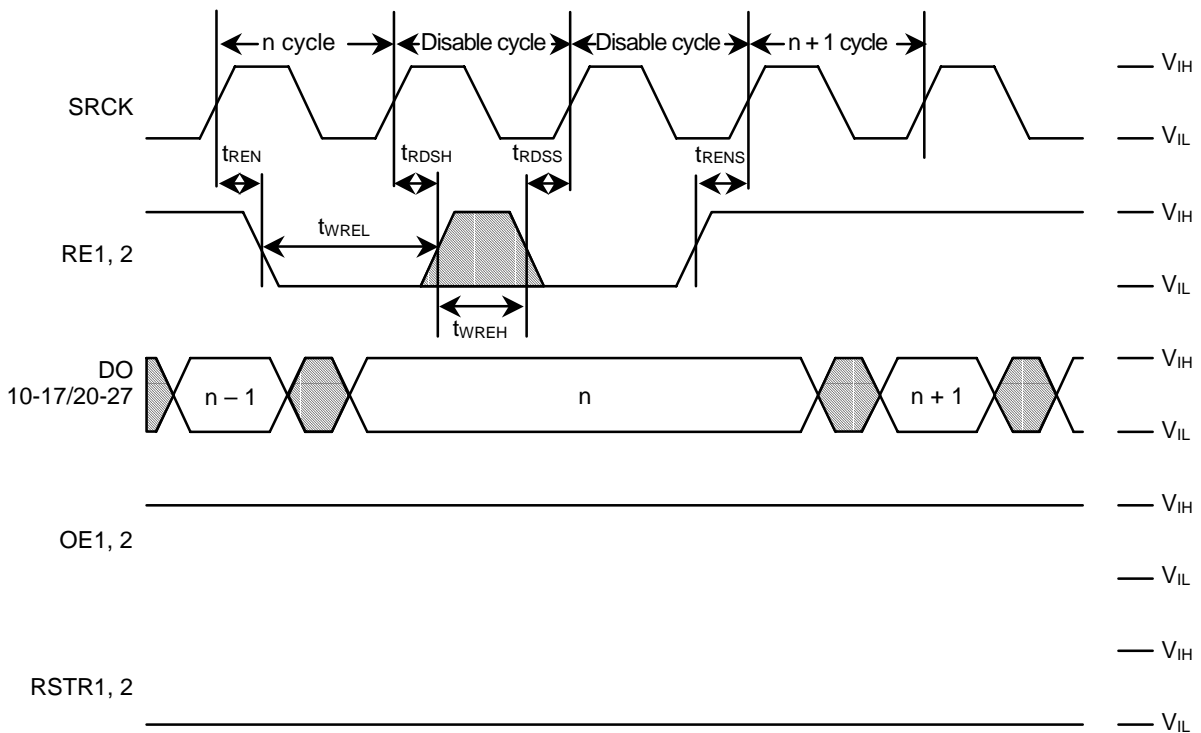 n cycle Disable cycle Disable cycle n + 1 cycle
VIH
SRCK
VIL
tREN tRDSH tRDSS tRENS
VIH
tWREL
RE1, 2
VIL
tWREH
DO
10-17/20-27
VIH
n – 1 n n + 1
VIL
VIH
OE1, 2
VIL
VIH
RSTR1, 2
VIL